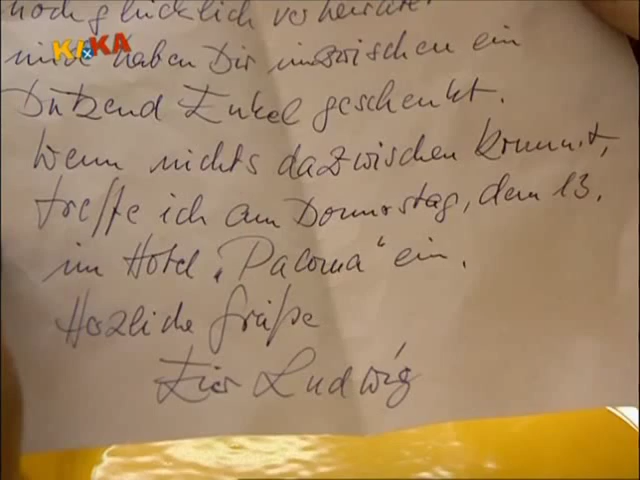 noch glücklich verheiratet
KiKA
und haben Dir inzwischen ein
Dutzend Enkel geschenkt.
Wenn nichts dazwischen kommt,
treffe ich am Donnerstag, dem 13.
im Hotel „Paloma“ ein.
Herzliche Grüße
Ludwig